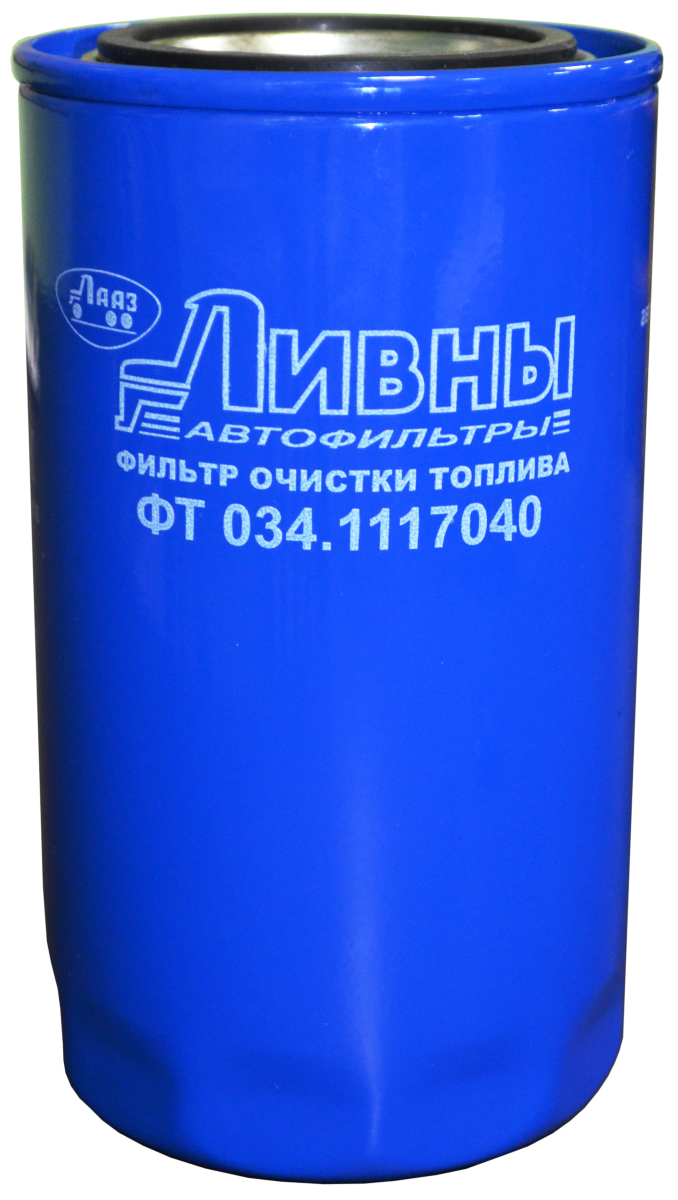 ЛААЗ
ЛИВНЫ
АВТОФИЛЬТРЫ
ФИЛЬТР ОЧИСТКИ ТОПЛИВА
ФТ 034.1117040